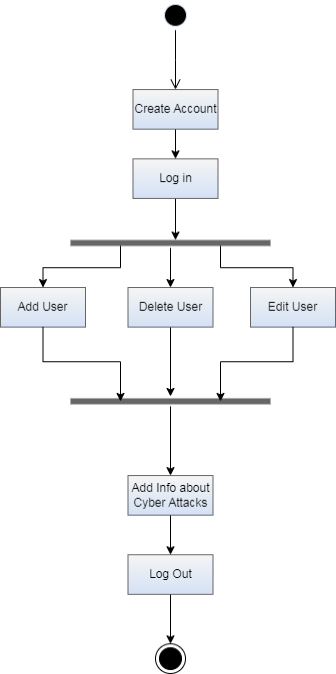 Create Account
Log in
Add User
Delete User
Edit User
Add Info about
Cyber Attacks
Log Out